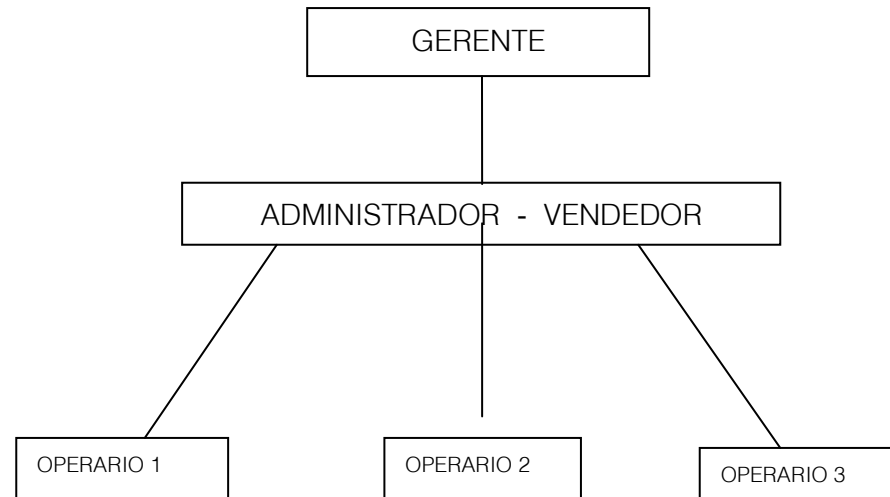 GERENTE
ADMINISTRADOR - VENDEDOR
OPERARIO 1
OPERARIO 2
OPERARIO 3